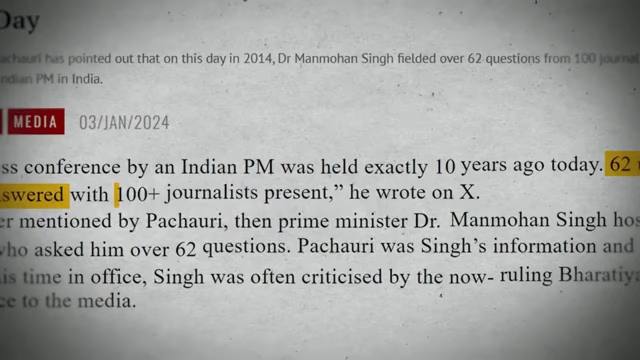 Day
achauri has pointed out that on this day in 2014, Dr Manmohan Singh fielded over 62 questions from 100 journal
ndian PM in India.
MEDIA 03/JAN/2024
ss conference by an Indian PM was held exactly 10 years ago today. 62
swered with 100+ journalists present,” he wrote on X.
er mentioned by Pachauri, then prime minister Dr. Manmohan Singh hos
who asked him over 62 questions. Pachauri was Singh's information and
is time in office, Singh was often criticised by the now- ruling Bharatiya
ce to the media.